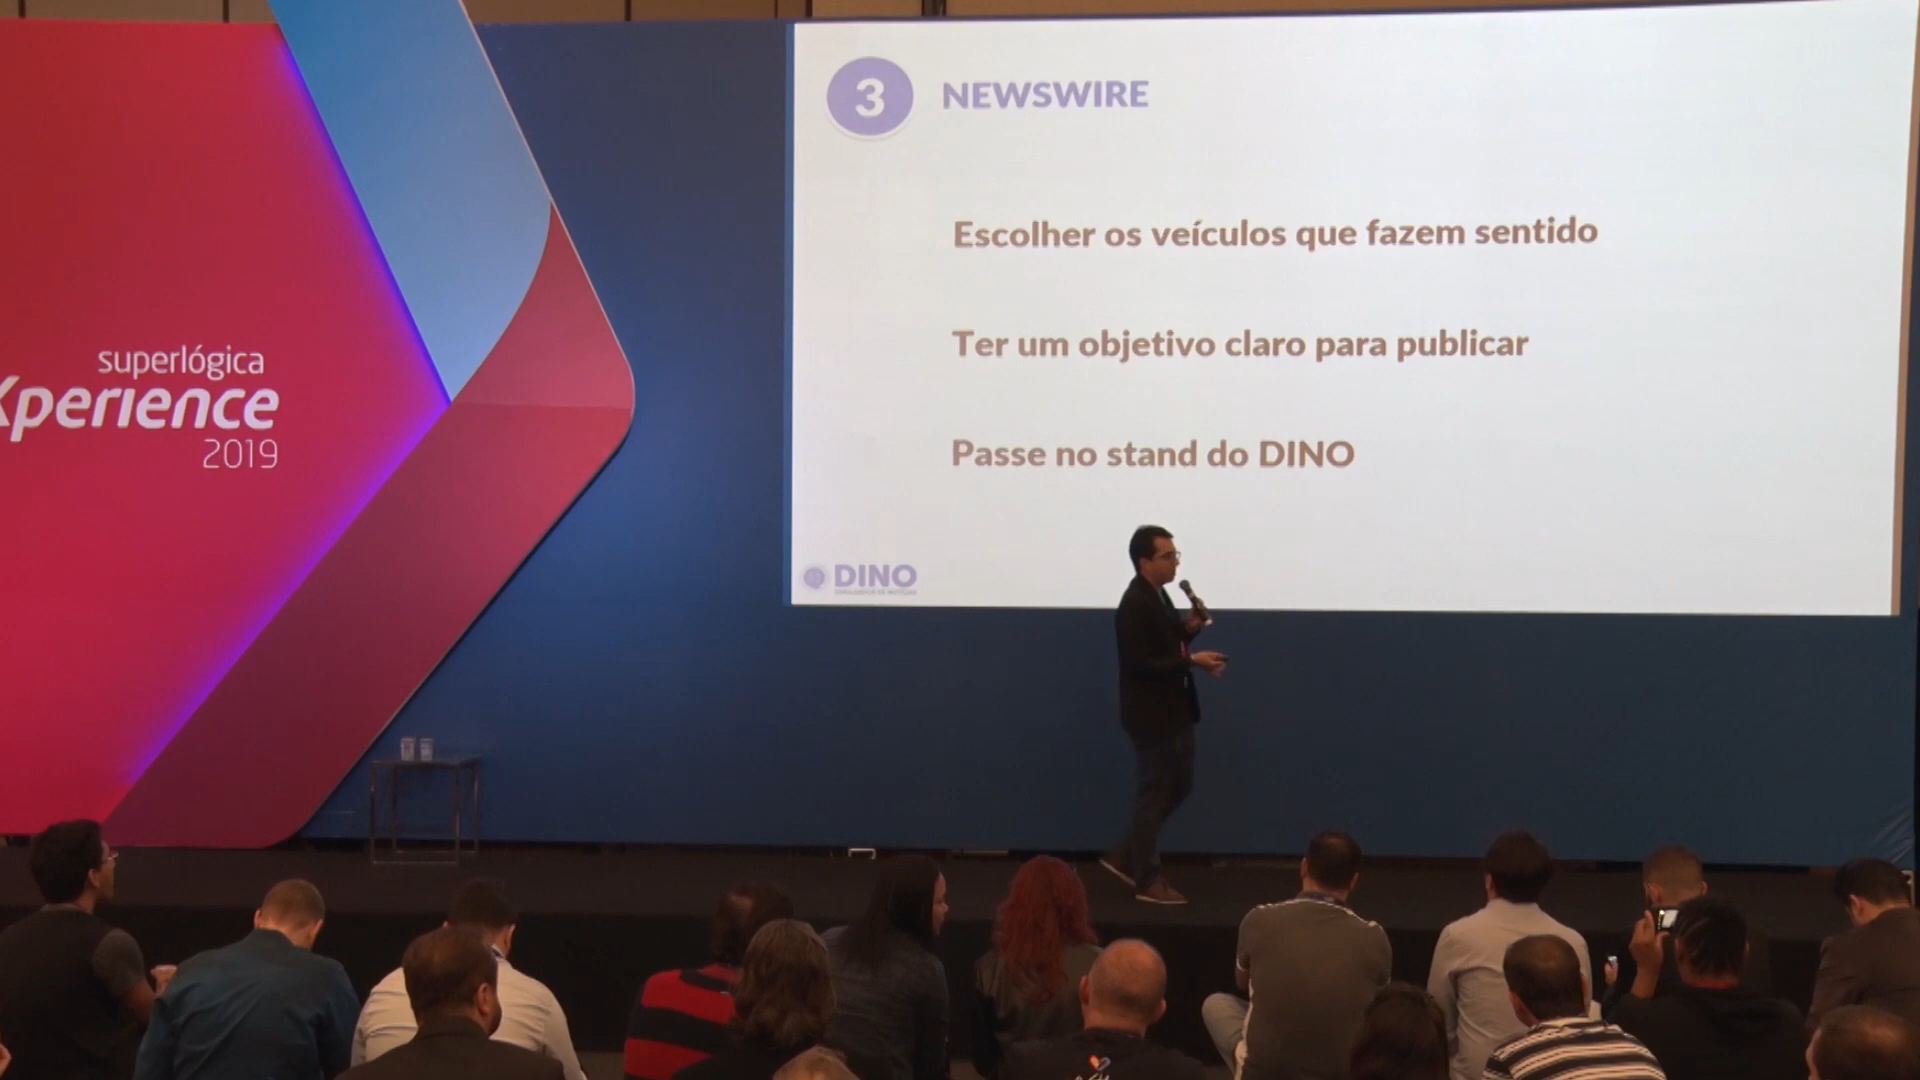 superlógica
Xperience
2019
3
NEWSWIRE
Escolher os veículos que fazem sentido
Ter um objetivo claro para publicar
Passe no stand do DINO
DINO